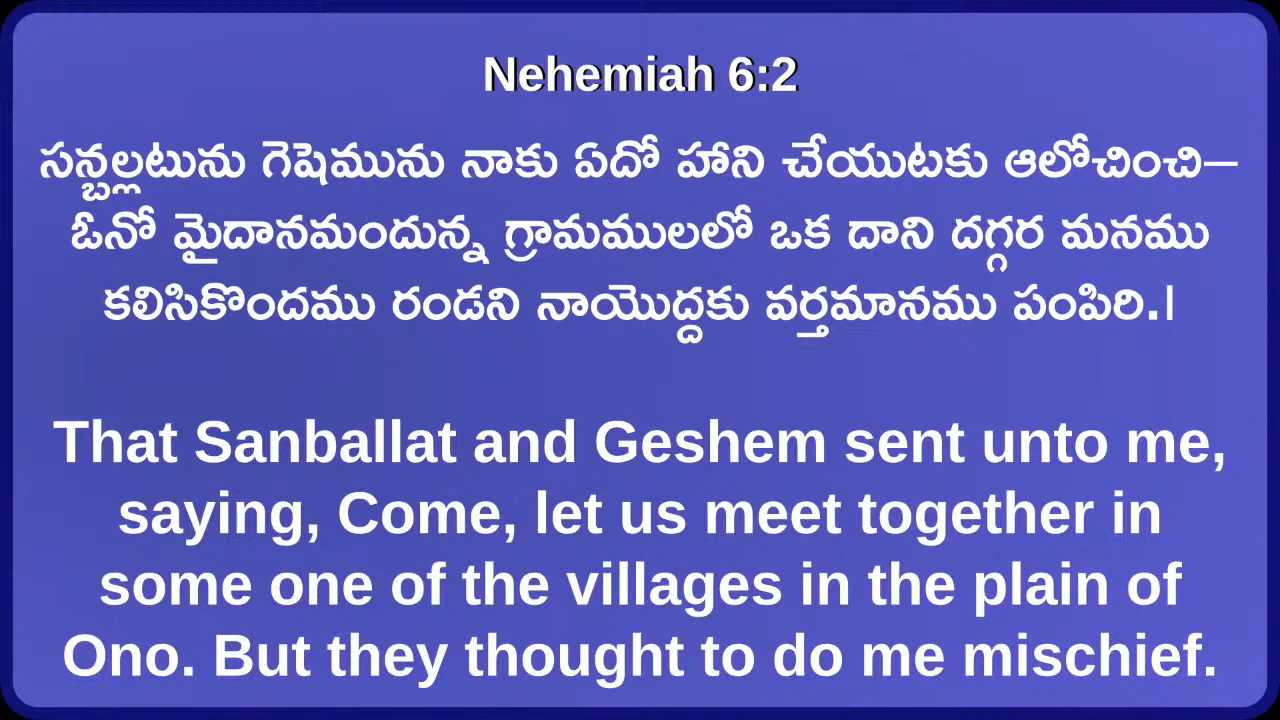 Nehemiah 6:2
సన్బల్లటును గెషెమును నాకు ఏదో హాని చేయుటకు ఆలోచించి–
ఓనో మైదానమందున్న గ్రామములలో ఒక దాని దగ్గర మనము
కలిసికొందము రండని నాయొద్దకు వర్తమానము పంపిరి.|
That Sanballat and Geshem sent unto me,
saying, Come, let us meet together in
some one of the villages in the plain of
Ono. But they thought to do me mischief.